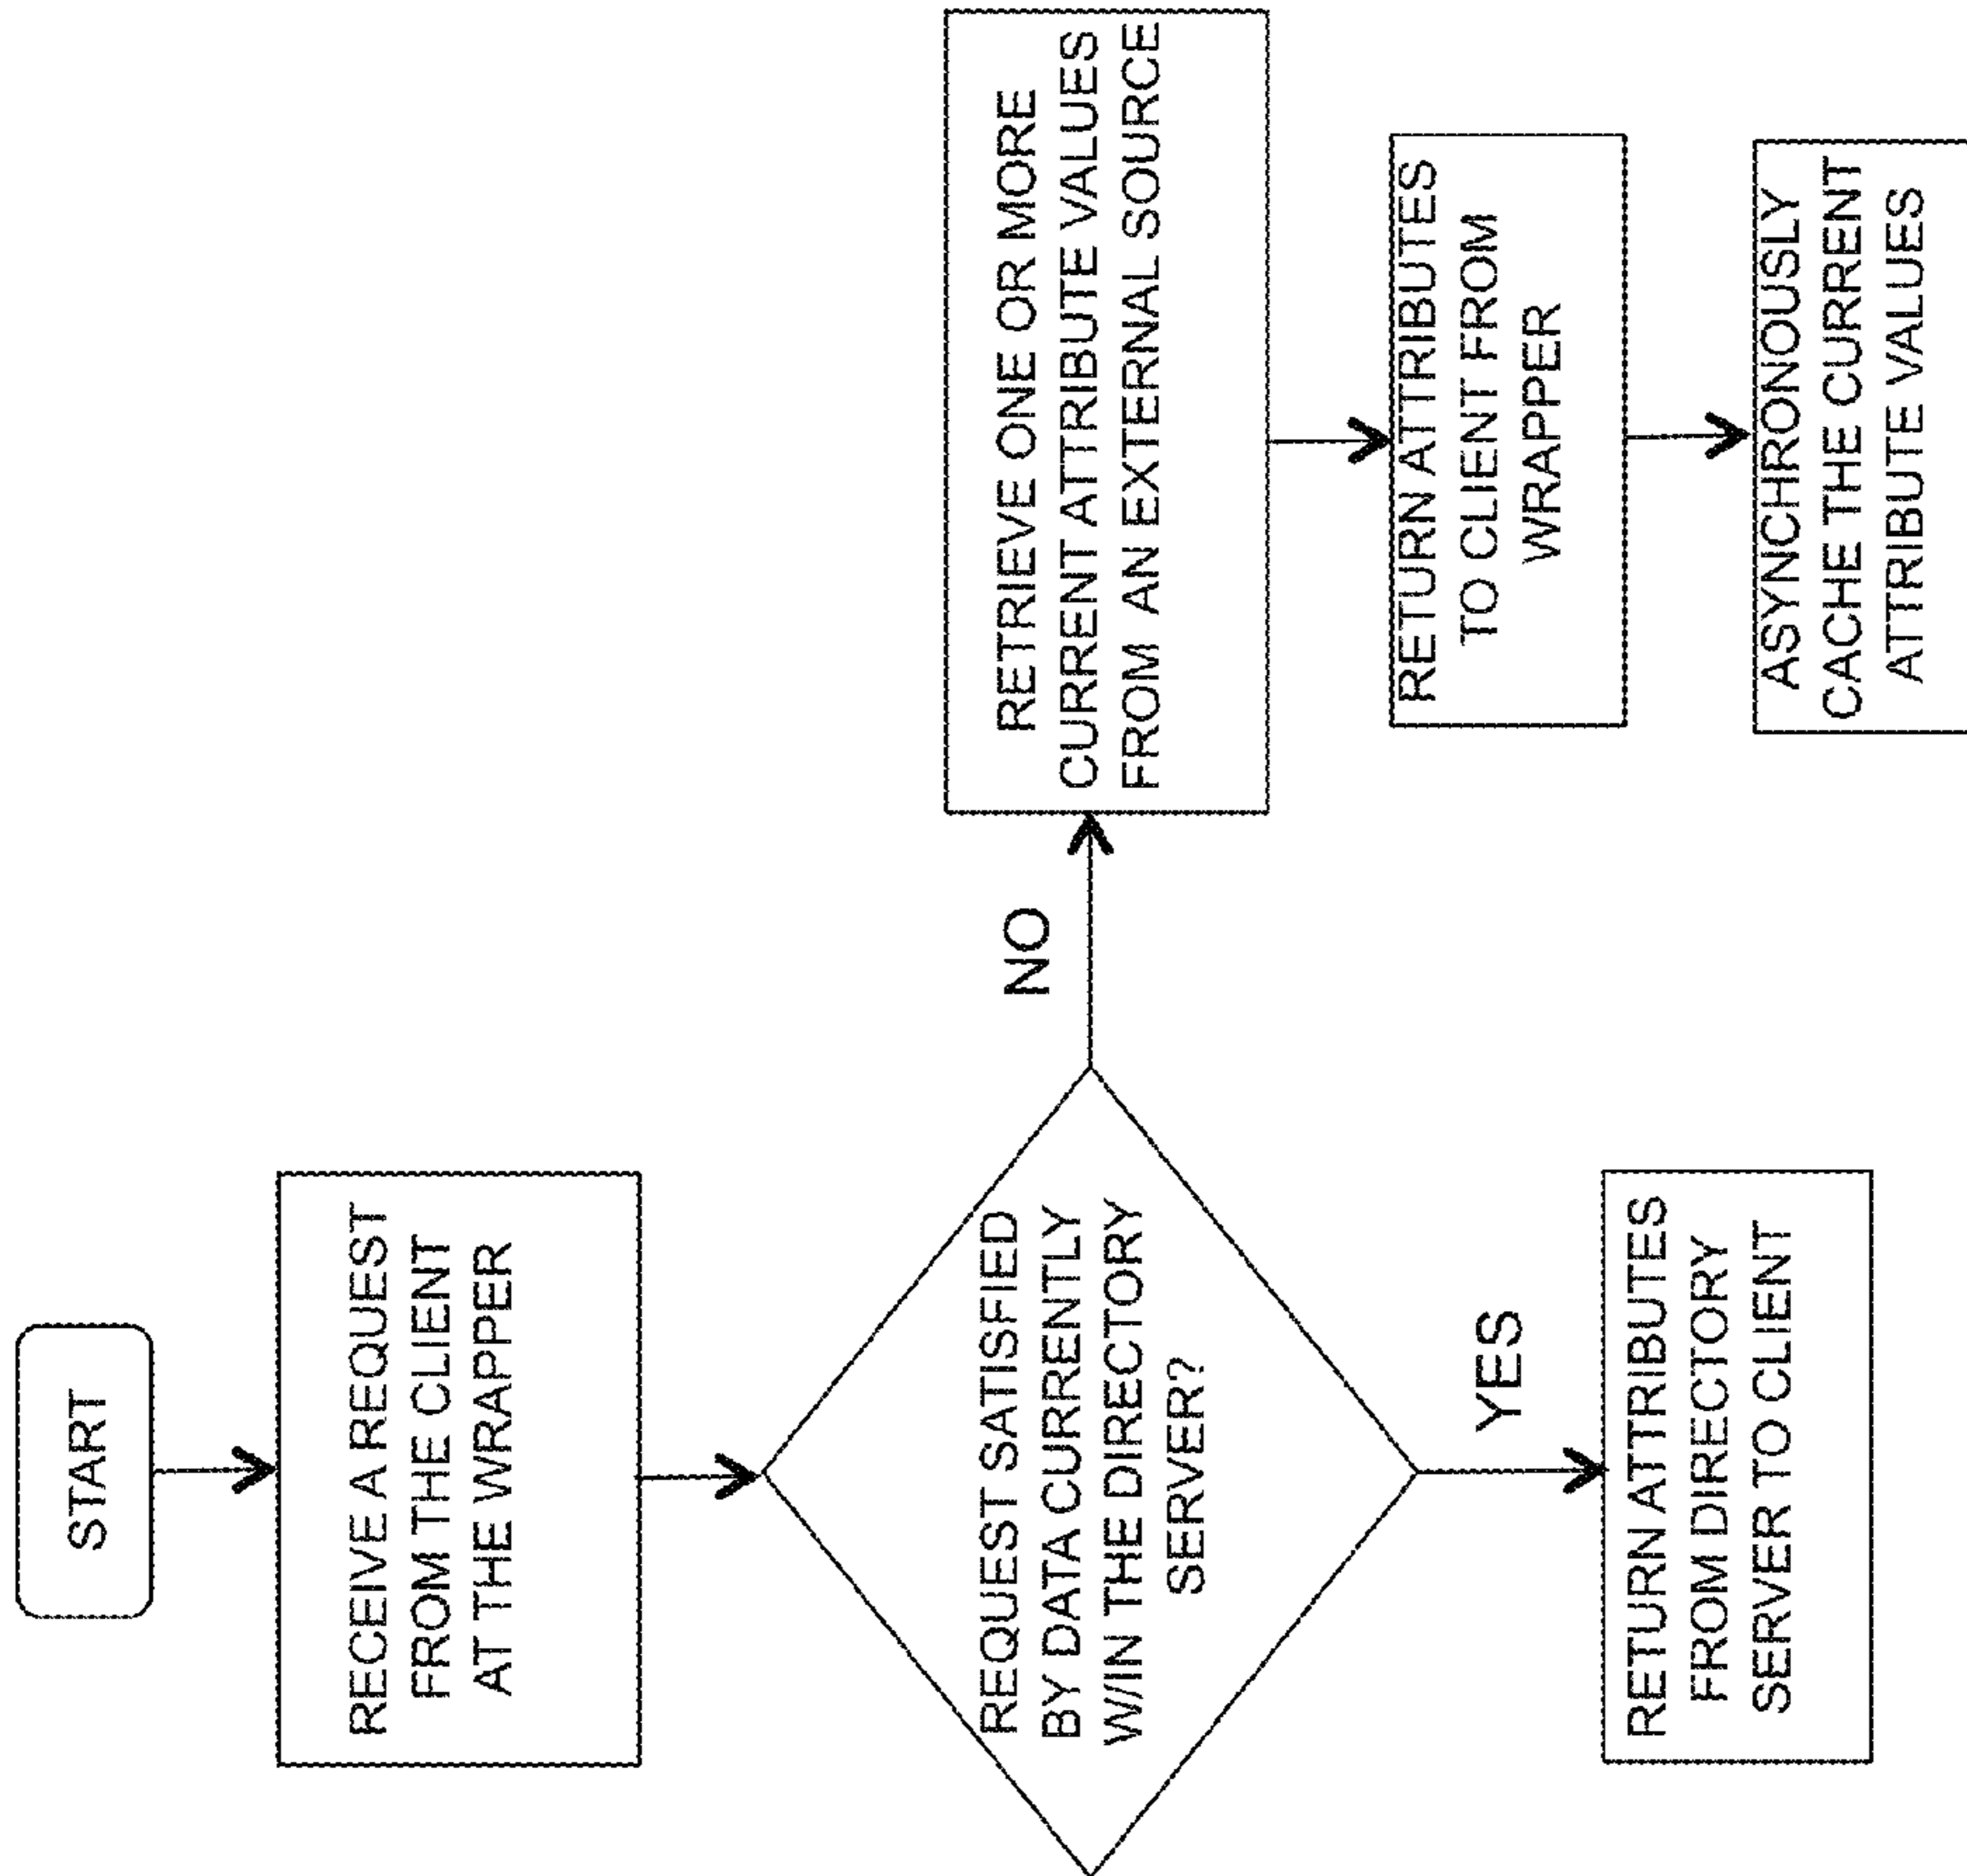 START
RECEIVE A REQUEST
FROM THE CLIENT
AT THE WRAPPER
REQUEST SATISFIED
BY DATA CURRENTLY
W/IN THE DIRECTORY
SERVER?
NO
RETRIEVE ONE OR MORE
CURRENT ATTRIBUTE VALUES
FROM AN EXTERNAL SOURCE
RETURN ATTRIBUTES
TO CLIENT FROM
WRAPPER
ASYNCHRONOUSLY
CACHE THE CURRENT
ATTRIBUTE VALUES
YES
RETURN ATTRIBUTES
FROM DIRECTORY
SERVER TO CLIENT